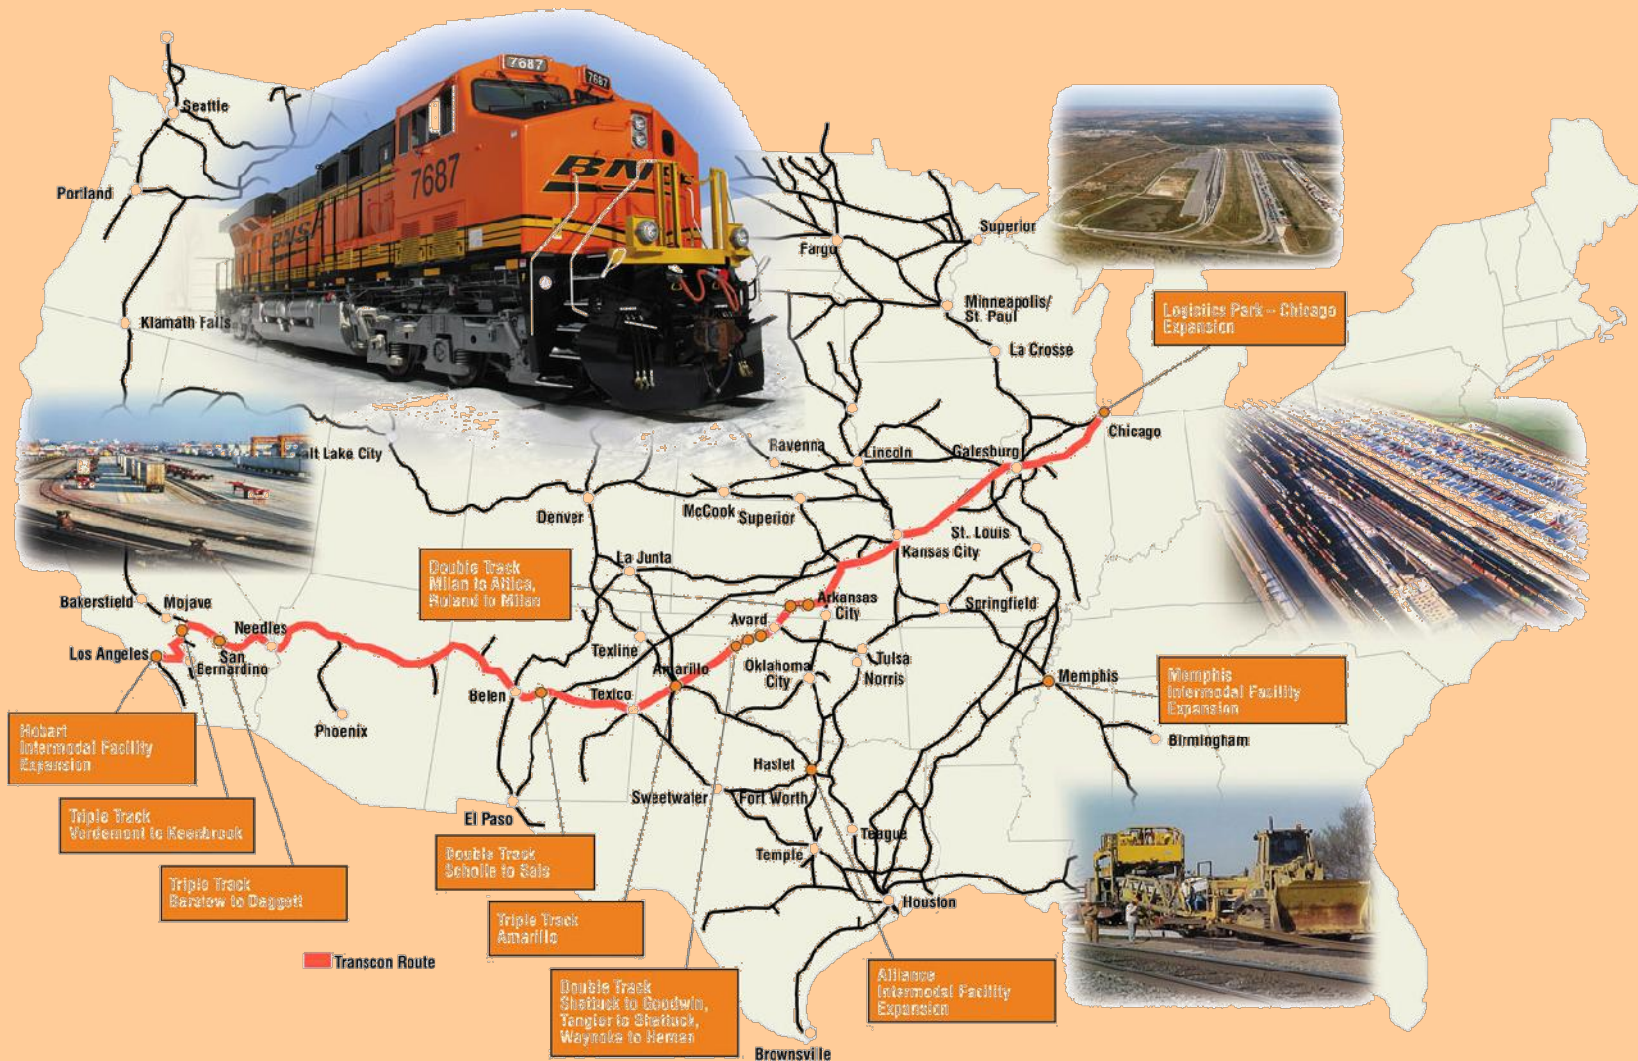 7687
7687
7687
BNSF
BNSF
Seattle
Portland
Klamath Falls
alt Lake City
Fargo
Superior
Minneapolis/
St. Paul
La Crosse
Logistics Park – Chicago
Expansion
Chicago
Ravenna
Lincoln
Galesburg
Denver
McCook
Superior
St. Louis
Kansas City
La Junta
Double Track
Milan to Attica,
Noland to Milan
Bakersfield
Mojave
Needles
Los Angeles
San
Bernardino
Avard
Arkansas
City
Springfield
Texline
Amarillo
Oklahoma
City
Tulsa
Norris
Memphis
Memphis
Intermodal Facility
Expansion
Belen
Texico
Phoenix
Birmingham
Hobart
Intermodal Facility
Expansion
Haslet
Sweetwater
Fort Worth
El Paso
Triple Track
Verdemont to Keenbrook
Teague
Temple
Double Track
Scholle to Sais
Triple Track
Barstow to Daggett
Houston
Triple Track
Amarillo
Transcon Route
Double Track
Shattuck to Goodwin,
Tangier to Shattuck,
Waynoka to Heman
Alliance
Intermodal Facility
Expansion
Brownsville